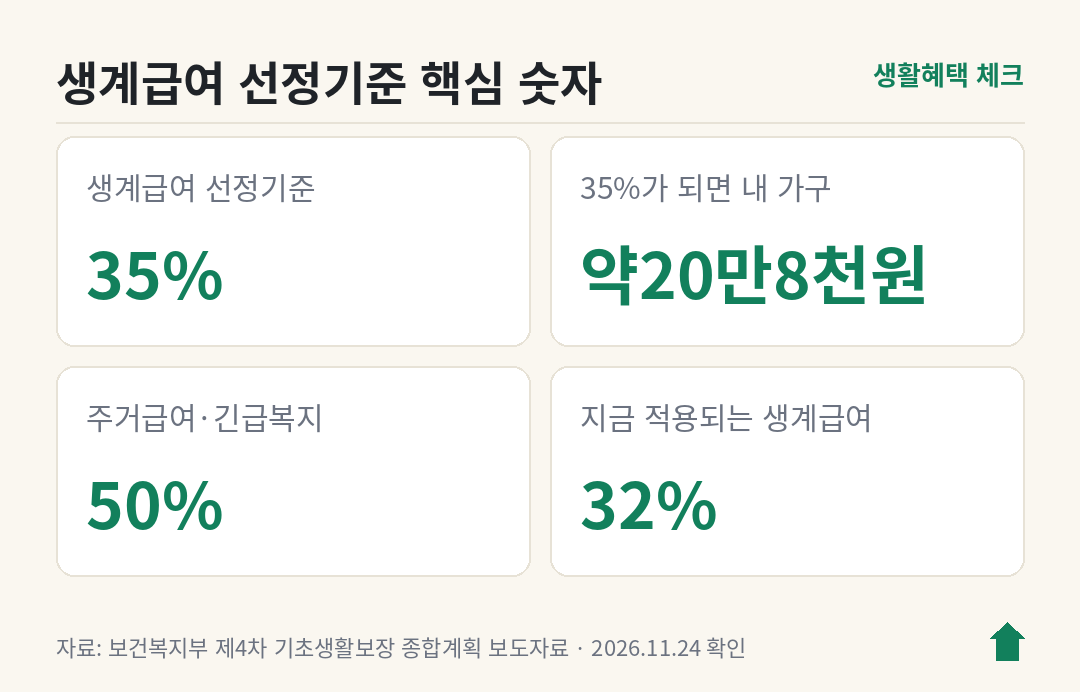 생계급여 선정기준 핵심 숫자
생활혜택 체크
생계급여 선정기준
35%
35%가 되면 내 가구
약20만8천원
주거급여·긴급복지
50%
지금 적용되는 생계급여
32%
자료: 보건복지부 제4차 기초생활보장 종합계획 보도자료 · 2026.11.24 확인